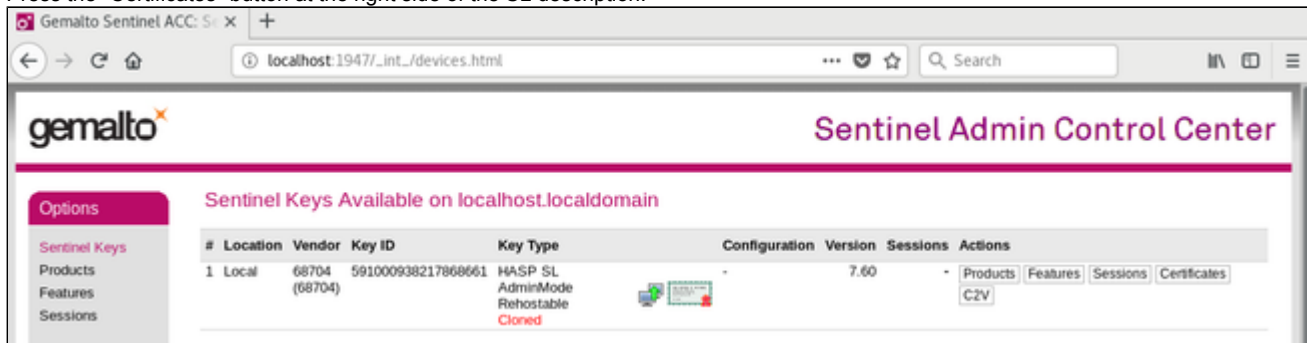 Press the "Certificates" button at the right side of the SL description.
Gemalto Sentinel ACC: Se
localhost:1947/_int_/devices.html
Search
gemalto
Sentinel Admin Control Center
Options
Sentinel Keys
Products
Features
Sessions
Sentinel Keys Available on localhost.localdomain
# Location Vendor Key ID Key Type Configuration Version Sessions Actions
1 Local 68704 591000938217868661 HASP SL - 7.60 - Products Features Sessions Certificates
(68704) AdminMode C2V
Rehostable
Cloned